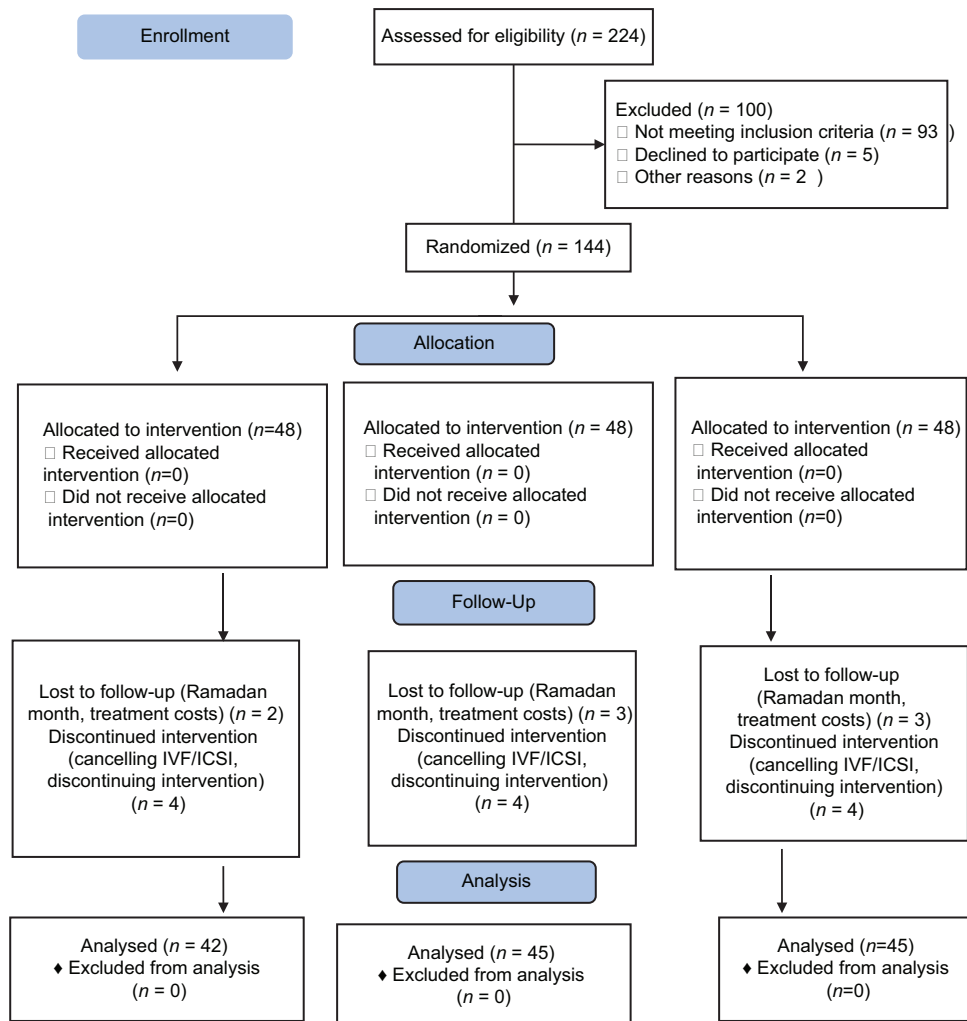 Enrollment
Assessed for eligibility (n = 224)
Excluded (n = 100)
□ Not meeting inclusion criteria (n = 93 )
□ Declined to participate (n = 5)
□ Other reasons (n = 2 )
Randomized (n = 144)
Allocation
Allocated to intervention (n=48)
□ Received allocated
intervention (n=0)
□ Did not receive allocated
intervention (n=0)
Allocated to intervention (n = 48)
□ Received allocated
intervention (n = 0)
□ Did not receive allocated
intervention (n = 0)
Allocated to intervention (n = 48)
□ Received allocated
intervention (n=0)
□ Did not receive allocated
intervention (n=0)
Follow-Up
Lost to follow-up (Ramadan
month, treatment costs) (n = 2)
Discontinued intervention
(cancelling IVF/ICSI,
discontinuing intervention)
(n = 4)
Lost to follow-up (Ramadan
month, treatment costs) (n = 3)
Discontinued intervention
(cancelling IVF/ICSI,
discontinuing intervention)
(n = 4)
Lost to follow-up
(Ramadan month,
treatment costs) (n = 3)
Discontinued intervention
(cancelling IVF/ICSI,
discontinuing intervention)
(n = 4)
Analysis
Analysed (n = 42)
♦ Excluded from analysis
(n = 0)
Analysed (n = 45)
♦ Excluded from analysis
(n = 0)
Analysed (n=45)
♦ Excluded from analysis
(n=0)